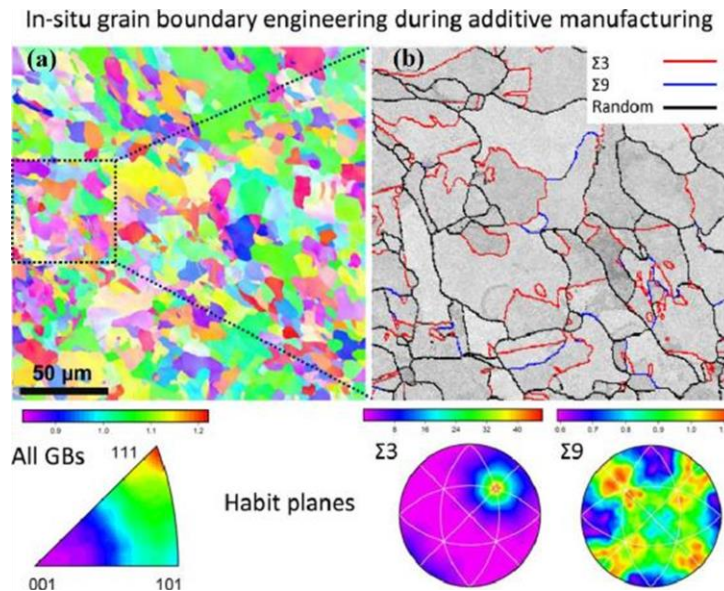 In-situ grain boundary engineering during additive manufacturing
(a)
(b)
Σ3
Σ9
Random
50 μm
0.9 1.0 1.1 1.2
8 16 24 32 40
0.6 0.7 0.8 0.9 1.0
All GBs
111
001
101
Habit planes
Σ3
Σ9